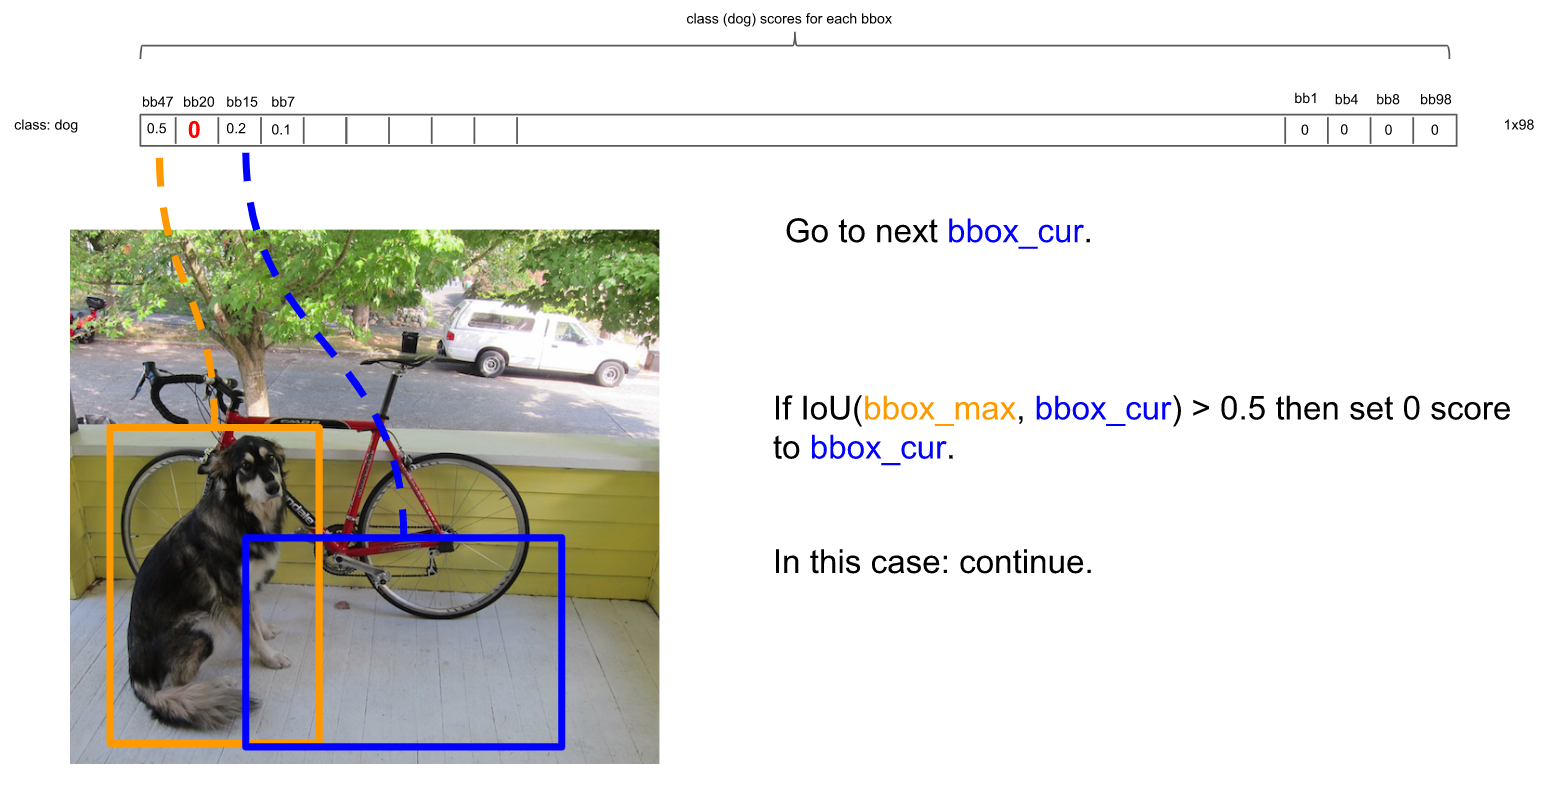 class (dog) scores for each bbox
bb47 bb20 bb15 bb7 bb1 bb4 bb8 bb98
class: dog 0.5 0 0.2 0.1 0 0 0 0 1x98
Go to next bbox_cur.
If IoU(bbox_max, bbox_cur) > 0.5 then set 0 score
to bbox_cur.
In this case: continue.